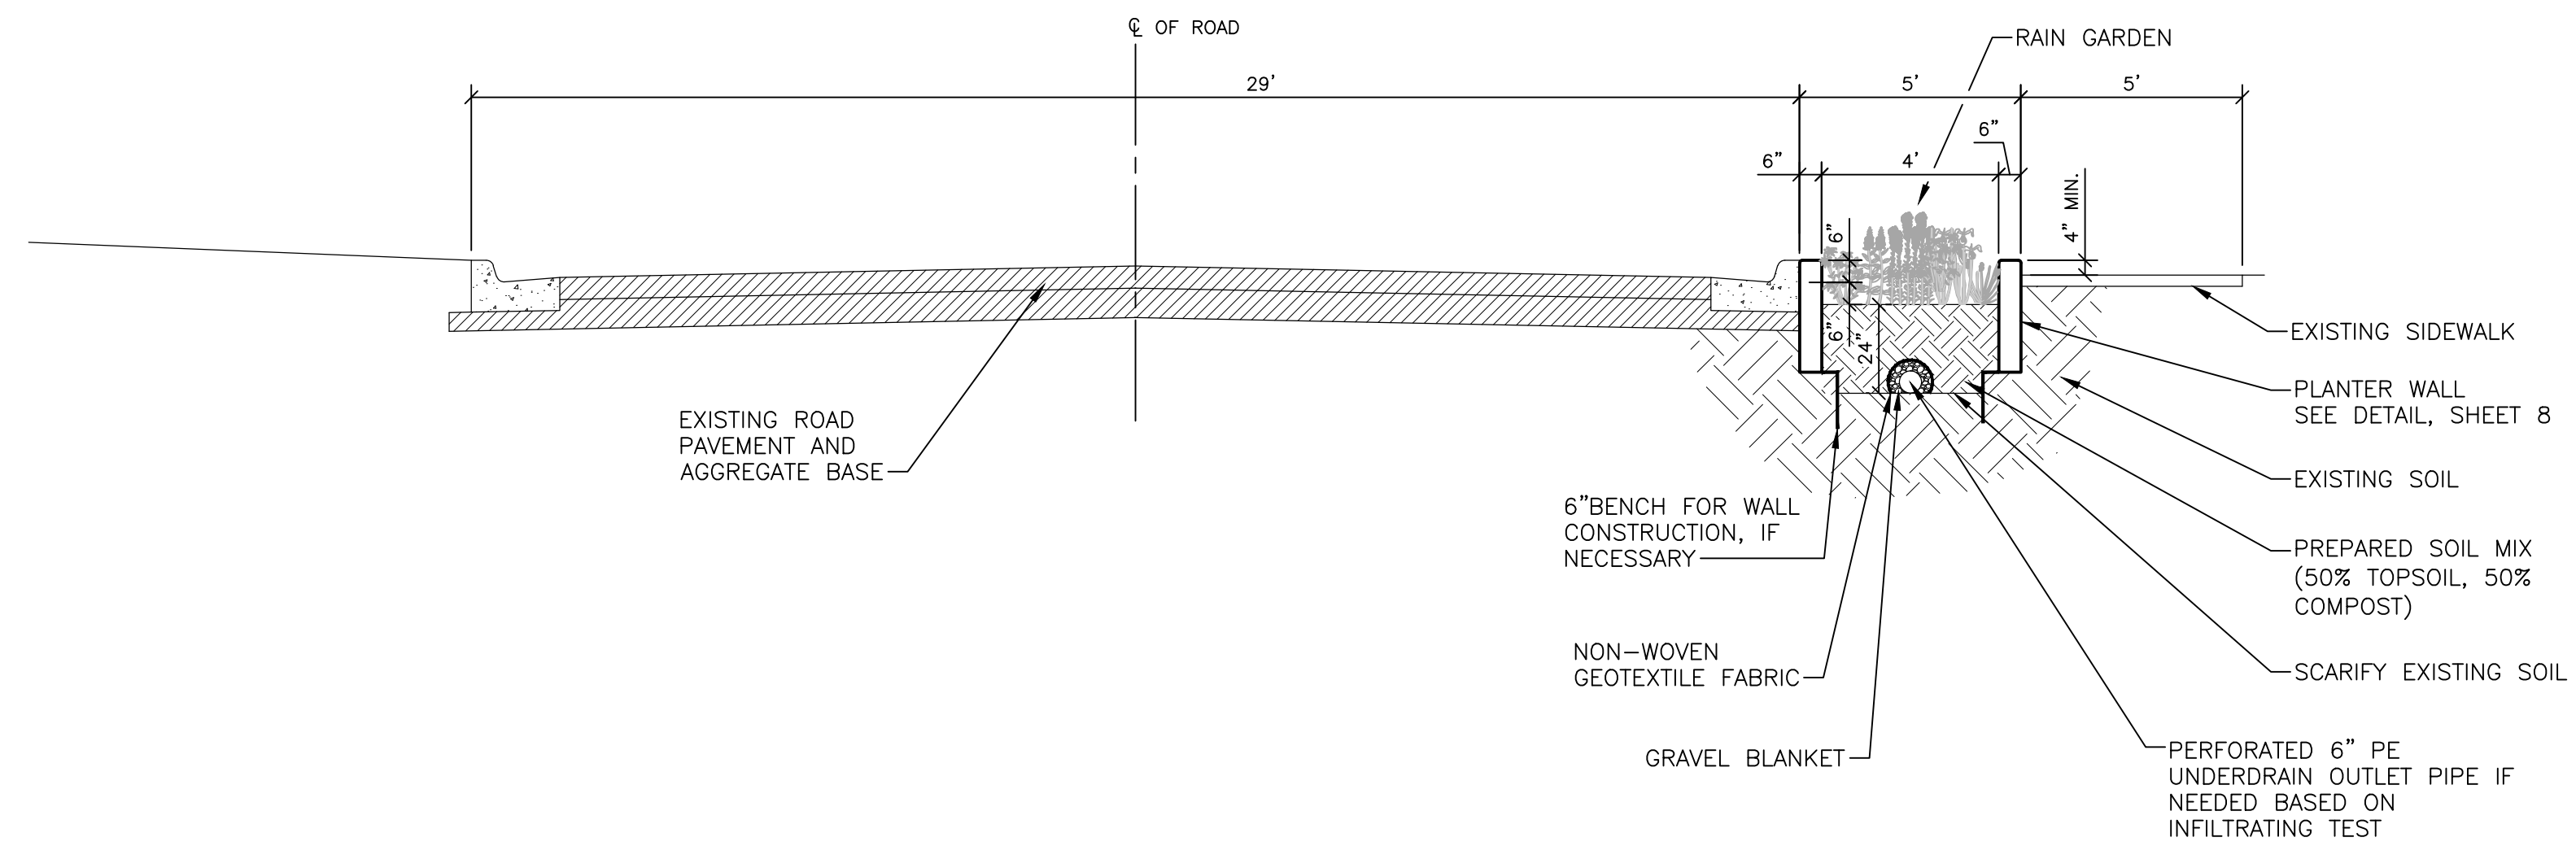 ℄ OF ROAD
RAIN GARDEN
29'
5'
5'
6"
6"
4'
4" MIN.
6"
6"
24"
EXISTING SIDEWALK
PLANTER WALL
SEE DETAIL, SHEET 8
EXISTING ROAD
PAVEMENT AND
AGGREGATE BASE
EXISTING SOIL
6"BENCH FOR WALL
CONSTRUCTION, IF
NECESSARY
PREPARED SOIL MIX
(50% TOPSOIL, 50%
COMPOST)
NON-WOVEN
GEOTEXTILE FABRIC
SCARIFY EXISTING SOIL
GRAVEL BLANKET
PERFORATED 6" PE
UNDERDRAIN OUTLET PIPE IF
NEEDED BASED ON
INFILTRATING TEST